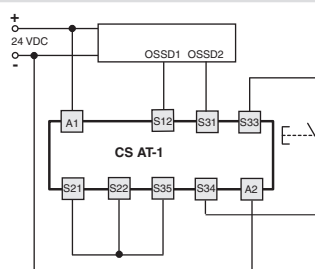 +
24 VDC
-
OSSD1 OSSD2
A1 S12 S31 S33
CS AT-1
S21 S22 S35 S34 A2